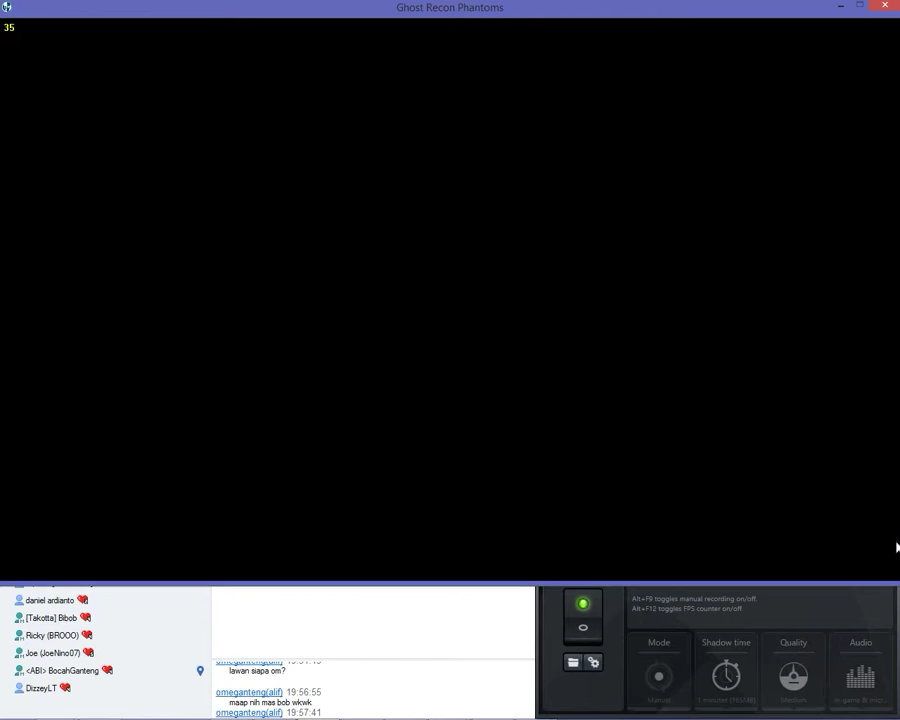 Ghost Recon Phantoms
35
daniel ardianto
[Takotta] Bibob
Ricky (BROOO)
Joe (JoeNino07)
<ABI> BocahGanteng
DizzeyLT
lawan siapa om?
omeganteng(alif) 19:56:55
maap nih mas bob wkwk
omeganteng(alif) 19:57:41
Alt+F9 toggles manual recording on/off.
Alt+F12 toggles FPS counter on/off.
Mode
Manual
Shadow time
Quality
Medium
Audio